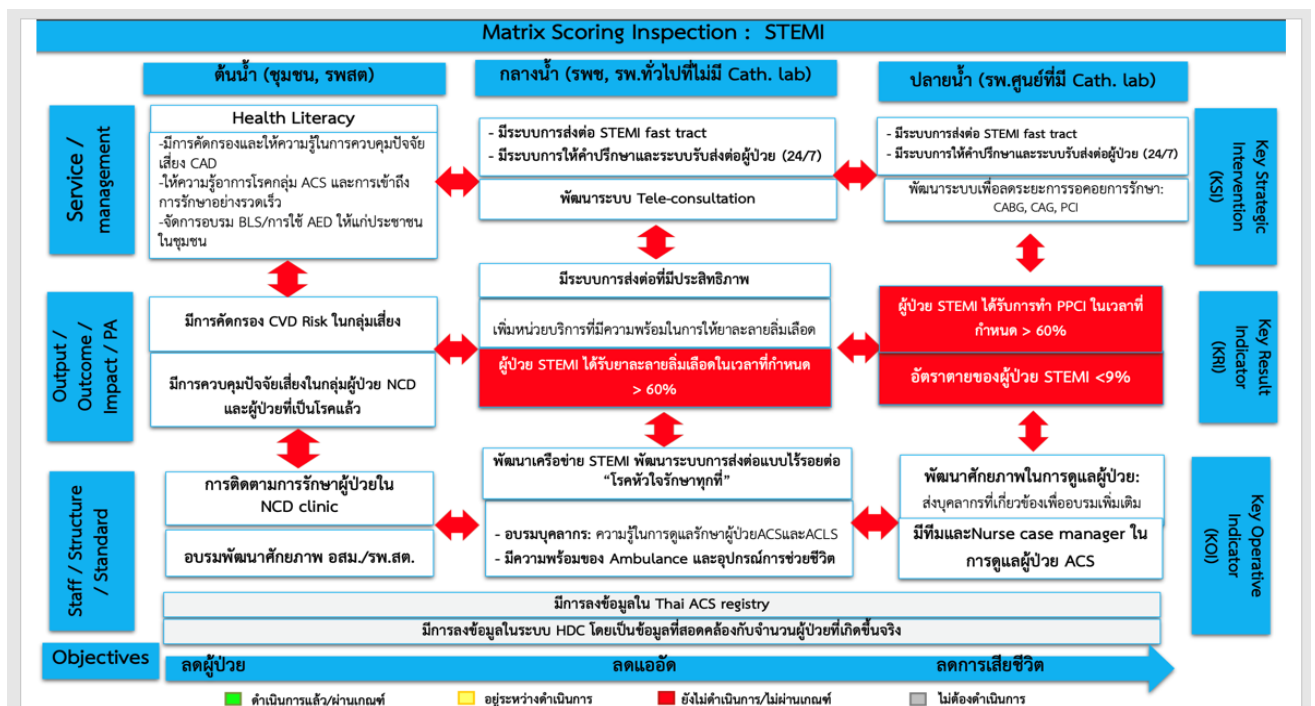 Matrix Scoring Inspection : STEMI
ต้นน้ำ (ชุมชน, รพสต)
กลางน้ำ (รพช, รพ.ทั่วไปที่ไม่มี Cath. lab)
ปลายน้ำ (รพ.ศูนย์ที่มี Cath. lab)
Service /
management
Health Literacy
-มีการคัดกรองและให้ความรู้ในการควบคุมปัจจัย
เสี่ยง CAD
-ให้ความรู้อาการโรคกลุ่ม ACS และการเข้าถึง
การรักษาอย่างรวดเร็ว
-จัดการอบรม BLS/การใช้ AED ให้แก่ประชาชน
ในชุมชน
- มีระบบการส่งต่อ STEMI fast tract
- มีระบบการให้คำปรึกษาและระบบรับส่งต่อผู้ป่วย (24/7)
พัฒนาระบบ Tele-consultation
- มีระบบการส่งต่อ STEMI fast tract
- มีระบบการให้คำปรึกษาและระบบรับส่งต่อผู้ป่วย (24/7)
พัฒนาระบบเพื่อลดระยะการรอคอยการรักษา:
CABG, CAG, PCI
Key Strategic
Intervention
(KSI)
Output /
Outcome /
Impact / PA
มีการคัดกรอง CVD Risk ในกลุ่มเสี่ยง
มีการควบคุมปัจจัยเสี่ยงในกลุ่มผู้ป่วย NCD
และผู้ป่วยที่เป็นโรคแล้ว
มีระบบการส่งต่อที่มีประสิทธิภาพ
เพิ่มหน่วยบริการที่มีความพร้อมในการให้ยาละลายลิ่มเลือด
ผู้ป่วย STEMI ได้รับยาละลายลิ่มเลือดในเวลาที่กำหนด
> 60%
ผู้ป่วย STEMI ได้รับการทำ PPCI ในเวลาที่
กำหนด > 60%
อัตราตายของผู้ป่วย STEMI <9%
Key Result
Indicator
(KRI)
Staff / Structure
/ Standard
การติดตามการรักษาผู้ป่วยใน
NCD clinic
อบรมพัฒนาศักยภาพ อสม./รพ.สต.
พัฒนาเครือข่าย STEMI พัฒนาระบบการส่งต่อแบบไร้รอยต่อ
“โรคหัวใจรักษาทุกที่”
- อบรมบุคลากร: ความรู้ในการดูแลรักษาผู้ป่วยACSและACLS
- มีความพร้อมของ Ambulance และอุปกรณ์การช่วยชีวิต
พัฒนาศักยภาพในการดูแลผู้ป่วย:
ส่งบุคลากรที่เกี่ยวข้องเพื่ออบรมเพิ่มเติม
มีทีมและNurse case manager ใน
การดูแลผู้ป่วย ACS
Key Operative
Indicator
(KOI)
มีการลงข้อมูลใน Thai ACS registry
มีการลงข้อมูลในระบบ HDC โดยเป็นข้อมูลที่สอดคล้องกับจำนวนผู้ป่วยที่เกิดขึ้นจริง
Objectives
ลดผู้ป่วย
ลดแออัด
ลดการเสียชีวิต
ดำเนินการแล้ว/ผ่านเกณฑ์
อยู่ระหว่างดำเนินการ
ยังไม่ดำเนินการ/ไม่ผ่านเกณฑ์
ไม่ต้องดำเนินการ